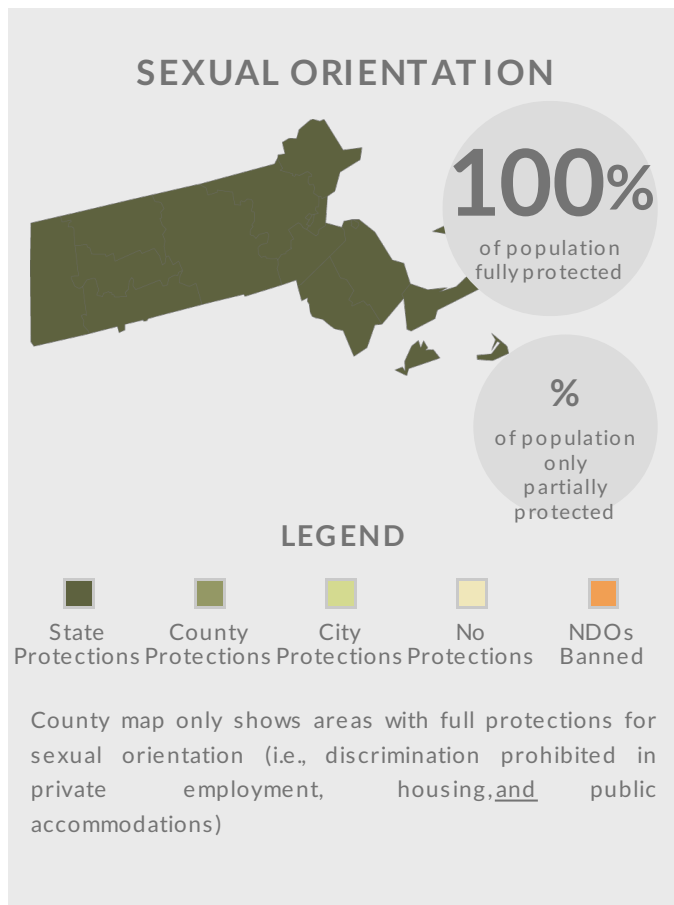 SEXUAL ORIENTATION
100%
of population
fully protected
%
of population
only
partially
protected
LEGEND
State
Protections
County
Protections
City
Protections
No
Protections
NDOs
Banned
County map only shows areas with full protections for
sexual orientation (i.e., discrimination prohibited in
private employment, housing, and public
accommodations)